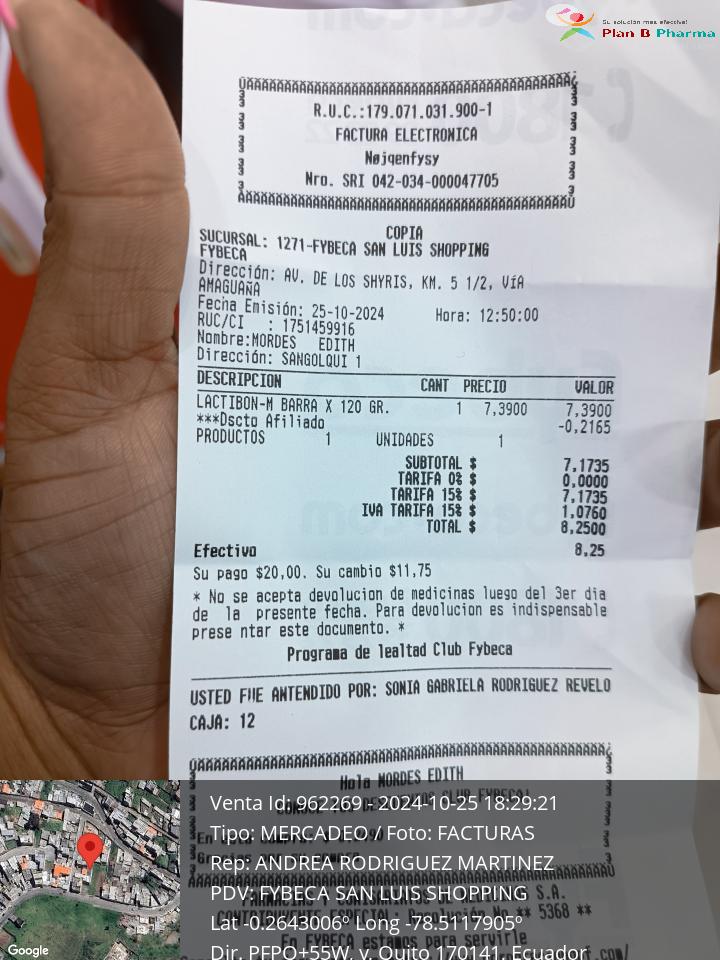 Su solución mas efectiva!
Plan B Pharma
R.U.C.:179.071.031.900-1
FACTURA ELECTRONICA
Nøjqenfysy
Nro. SRI 042-034-000047705
COPIA
SUCURSAL: 1271-FYBECA SAN LUIS SHOPPING
FYBECA
Dirección: AV. DE LOS SHYRIS, KM. 5 1/2, VíA
AMAGUAÑA
Fecha Emisión: 25-10-2024 Hora: 12:50:00
RUC/CI : 1751459916
Nombre:MORDES EDITH
Dirección: SANGOLQUI 1
DESCRIPCION CANT PRECIO VALOR
LACTIBON-M BARRA X 120 GR. 1 7,3900 7,3900
***Dscto Afiliado -0,2165
PRODUCTOS 1 UNIDADES 1
SUBTOTAL $ 7,1735
TARIFA 0% $ 0,0000
TARIFA 15% $ 7,1735
IVA TARIFA 15% $ 1,0760
TOTAL $ 8,2500
Efectivo 8,25
Su pago $20,00. Su cambio $11,75
* No se acepta devolucion de medicinas luego del 3er dia
de la presente fecha. Para devolucion es indispensable
prese ntar este documento. *
Programa de lealtad Club Fybeca
USTED FUE ANTENDIDO POR: SONIA GABRIELA RODRIGUEZ REVELO
CAJA: 12
Hola MORDES EDITH
Venta Id: 962269 - 2024-10-25 18:29:21
Tipo: MERCADEO. / Foto: FACTURAS
Rep: ANDREA RODRIGUEZ MARTINEZ
PDV: FYBECA SAN LUIS SHOPPING
S.A.
5368 **
Lat -0.2643006º Long -78.5117905º
En FYBECA estamos para servirle
Dir. PFPQ+55W, y, Quito 170141, Ecuador
Google